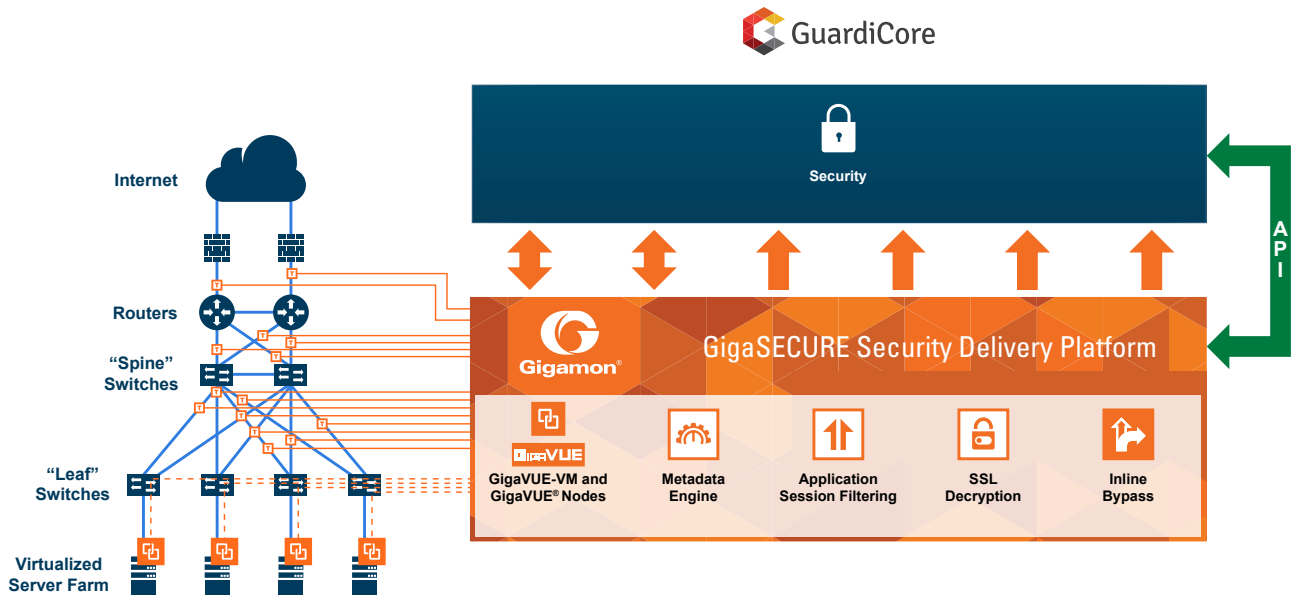 GuardiCore
Security
Internet
API
Routers
Gigamon®
GigaSECURE Security Delivery Platform
“Spine”
Switches
T
T
T
T
T
T
T
T
T
T
T
T
T
T
GigaVUE
GigaVUE-VM and
GigaVUE® Nodes
Metadata
Engine
Application
Session Filtering
SSL
Decryption
Inline
Bypass
“Leaf”
Switches
Virtualized
Server Farm